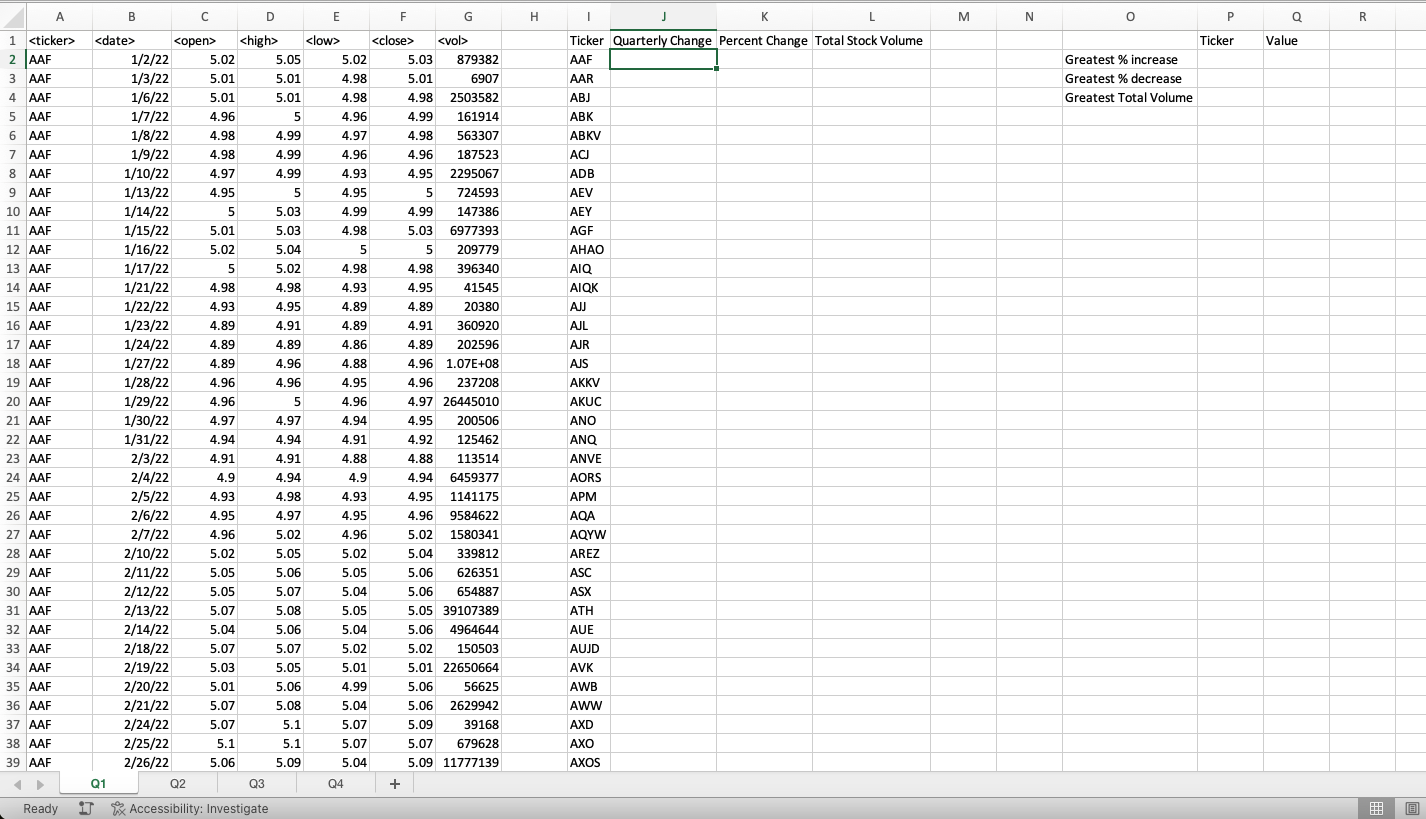 A B C D E F G H I J K L M N O P Q R
1 <ticker> <date> <open> <high> <low> <close> <vol> Ticker Quarterly Change Percent Change Total Stock Volume Ticker Value
2 AAF 1/2/22 5.02 5.05 5.02 5.03 879382 AAF Greatest % increase
3 AAF 1/3/22 5.01 5.01 4.98 5.01 6907 AAR Greatest % decrease
4 AAF 1/6/22 5.01 5.01 4.98 4.98 2503582 ABJ Greatest Total Volume
5 AAF 1/7/22 4.96 5 4.96 4.99 161914 ABK
6 AAF 1/8/22 4.98 4.99 4.97 4.98 563307 ABKV
7 AAF 1/9/22 4.98 4.99 4.96 4.96 187523 ACJ
8 AAF 1/10/22 4.97 4.99 4.93 4.95 2295067 ADB
9 AAF 1/13/22 4.95 5 4.95 5 724593 AEV
10 AAF 1/14/22 5 5.03 4.99 4.99 147386 AEY
11 AAF 1/15/22 5.01 5.03 4.98 5.03 6977393 AGF
12 AAF 1/16/22 5.02 5.04 5 5 209779 AHAO
13 AAF 1/17/22 5 5.02 4.98 4.98 396340 AIQ
14 AAF 1/21/22 4.98 4.98 4.93 4.95 41545 AIQK
15 AAF 1/22/22 4.93 4.95 4.89 4.89 20380 AJJ
16 AAF 1/23/22 4.89 4.91 4.89 4.91 360920 AJL
17 AAF 1/24/22 4.89 4.89 4.86 4.89 202596 AJR
18 AAF 1/27/22 4.89 4.96 4.88 4.96 1.07E+08 AJS
19 AAF 1/28/22 4.96 4.96 4.95 4.96 237208 AKKV
20 AAF 1/29/22 4.96 5 4.96 4.97 26445010 AKUC
21 AAF 1/30/22 4.97 4.97 4.94 4.95 200506 ANO
22 AAF 1/31/22 4.94 4.94 4.91 4.92 125462 ANQ
23 AAF 2/3/22 4.91 4.91 4.88 4.88 113514 ANVE
24 AAF 2/4/22 4.9 4.94 4.9 4.94 6459377 AORS
25 AAF 2/5/22 4.93 4.98 4.93 4.95 1141175 APM
26 AAF 2/6/22 4.95 4.97 4.95 4.96 9584622 AQA
27 AAF 2/7/22 4.96 5.02 4.96 5.02 1580341 AQYW
28 AAF 2/10/22 5.02 5.05 5.02 5.04 339812 AREZ
29 AAF 2/11/22 5.05 5.06 5.05 5.06 626351 ASC
30 AAF 2/12/22 5.05 5.07 5.04 5.06 654887 ASX
31 AAF 2/13/22 5.07 5.08 5.05 5.05 39107389 ATH
32 AAF 2/14/22 5.04 5.06 5.04 5.06 4964644 AUE
33 AAF 2/18/22 5.07 5.07 5.02 5.02 150503 AUJD
34 AAF 2/19/22 5.03 5.05 5.01 5.01 22650664 AVK
35 AAF 2/20/22 5.01 5.06 4.99 5.06 56625 AWB
36 AAF 2/21/22 5.07 5.08 5.04 5.06 2629942 AWW
37 AAF 2/24/22 5.07 5.1 5.07 5.09 39168 AXD
38 AAF 2/25/22 5.1 5.1 5.07 5.07 679628 AXO
39 AAF 2/26/22 5.06 5.09 5.04 5.09 11777139 AXOS
Q1 Q2 Q3 Q4 +
Ready Accessibility: Investigate